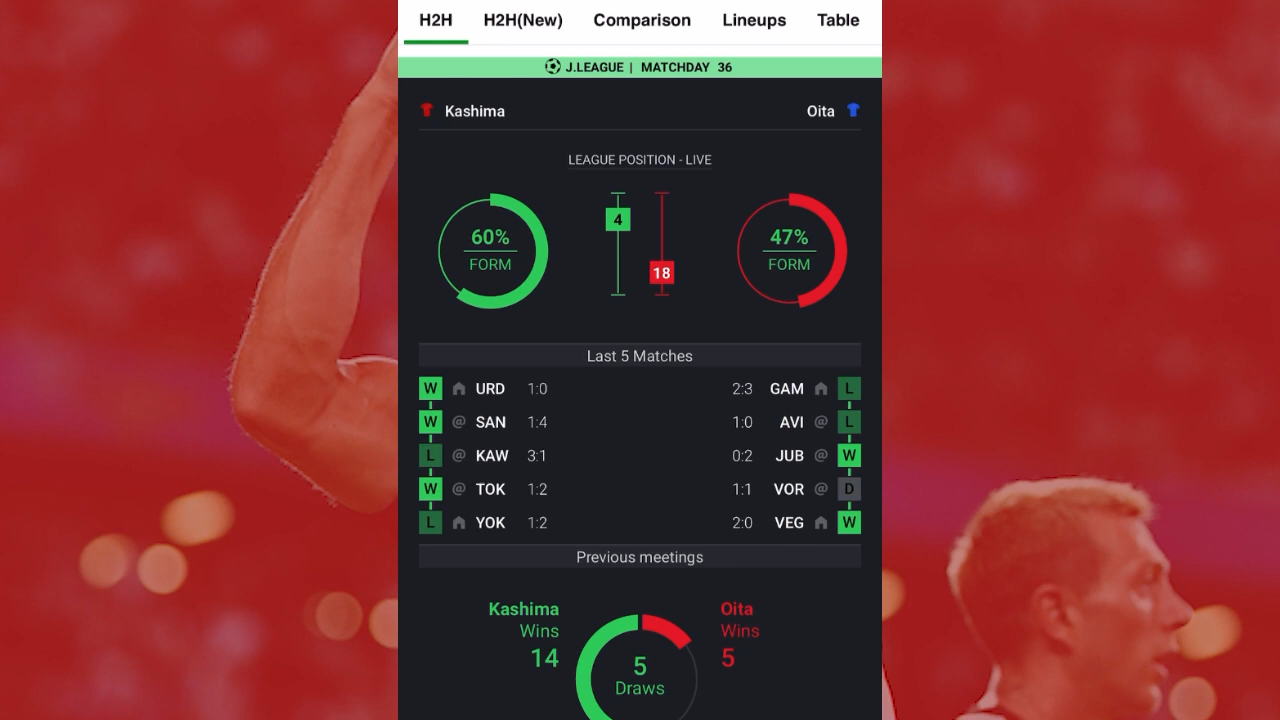 H2H H2H(New) Comparison Lineups Table
J.LEAGUE | MATCHDAY 36
Kashima Oita
LEAGUE POSITION - LIVE
60% FORM 4 18 47% FORM
Last 5 Matches
W URD 1:0 2:3 GAM L
W @ SAN 1:4 1:0 AVI @ L
L @ KAW 3:1 0:2 JUB @ W
W @ TOK 1:2 1:1 VOR @ D
L YOK 1:2 2:0 VEG W
Previous meetings
Kashima Oita
Wins Wins
14 5 5
Draws